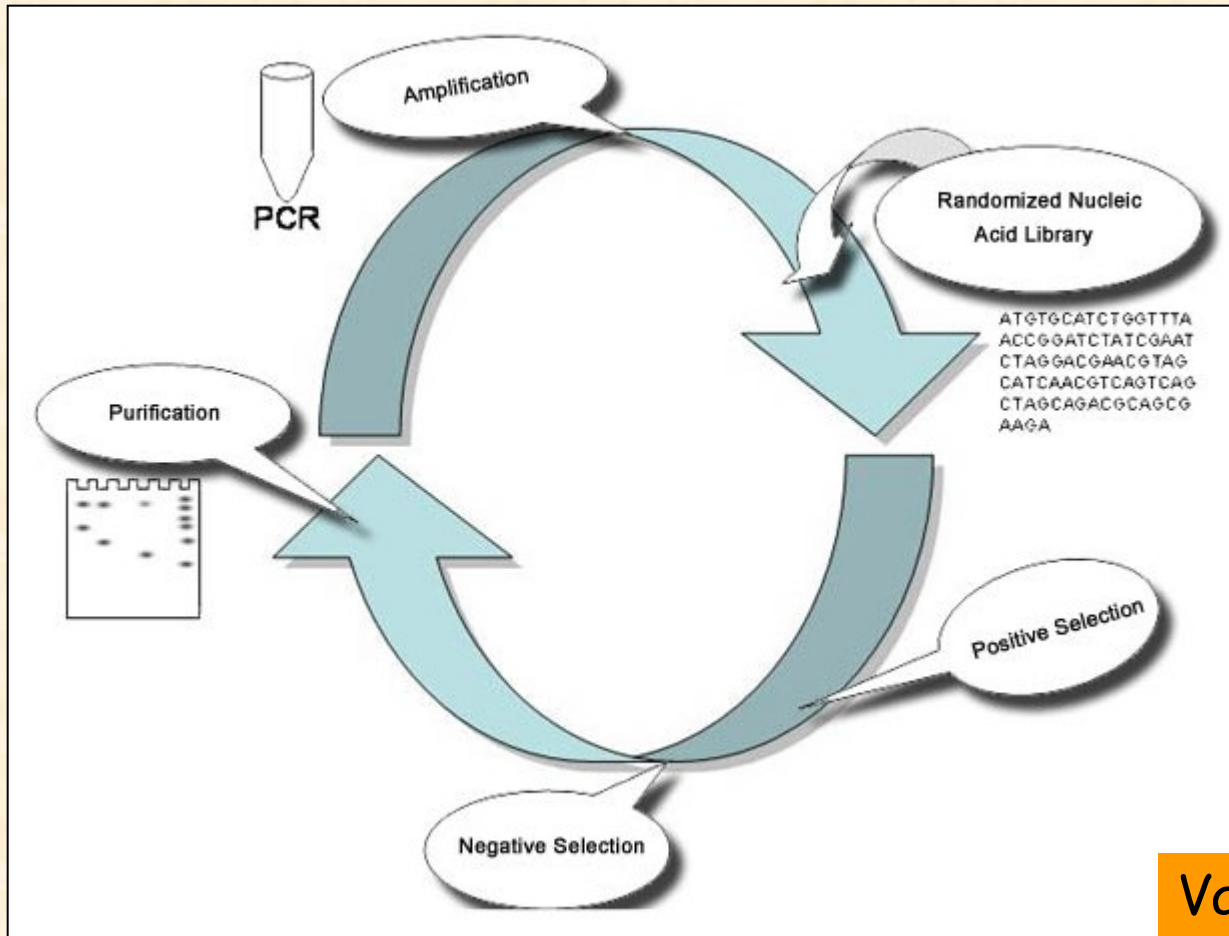 Amplification
PCR
Randomized Nucleic
Acid Library
ATGTGCATCTGGTTTA
ACCGGATCTATCGAAT
CTAGGACGAACGTAG
CATCAACGTCAGTCAG
CTAGCAGACGCAGCG
AAGA
Purification
Positive Selection
Negative Selection